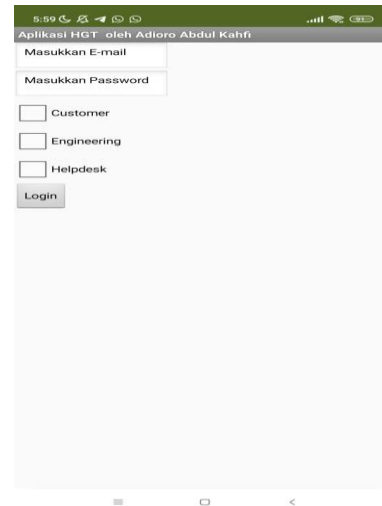 5:59
Aplikasi HGT oleh Adioro Abdul Kahfi
Masukkan E-mail
Masukkan Password
Customer
Engineering
Helpdesk
Login